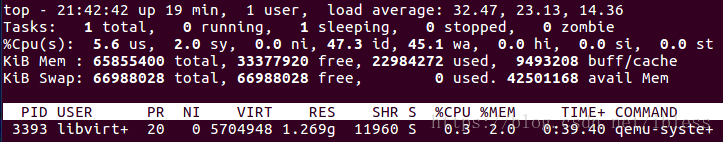 top - 21:42:42 up 19 min,  1 user,  load average: 32.47, 23.13, 14.36
Tasks:   1 total,   0 running,   1 sleeping,   0 stopped,   0 zombie
%Cpu(s):  5.6 us,  2.0 sy,  0.0 ni, 47.3 id, 45.1 wa,  0.0 hi,  0.0 si,  0.0 st
KiB Mem : 65855400 total, 33377920 free, 22984272 used,  9493208 buff/cache
KiB Swap: 66988028 total, 66988028 free,        0 used. 42501168 avail Mem
PID USER      PR  NI    VIRT    RES    SHR S  %CPU %MEM     TIME+ COMMAND
3393 libvirt+  20   0 5704948 1.269g  11960 S   0.3  2.0   0:39.40 qemu-syste+